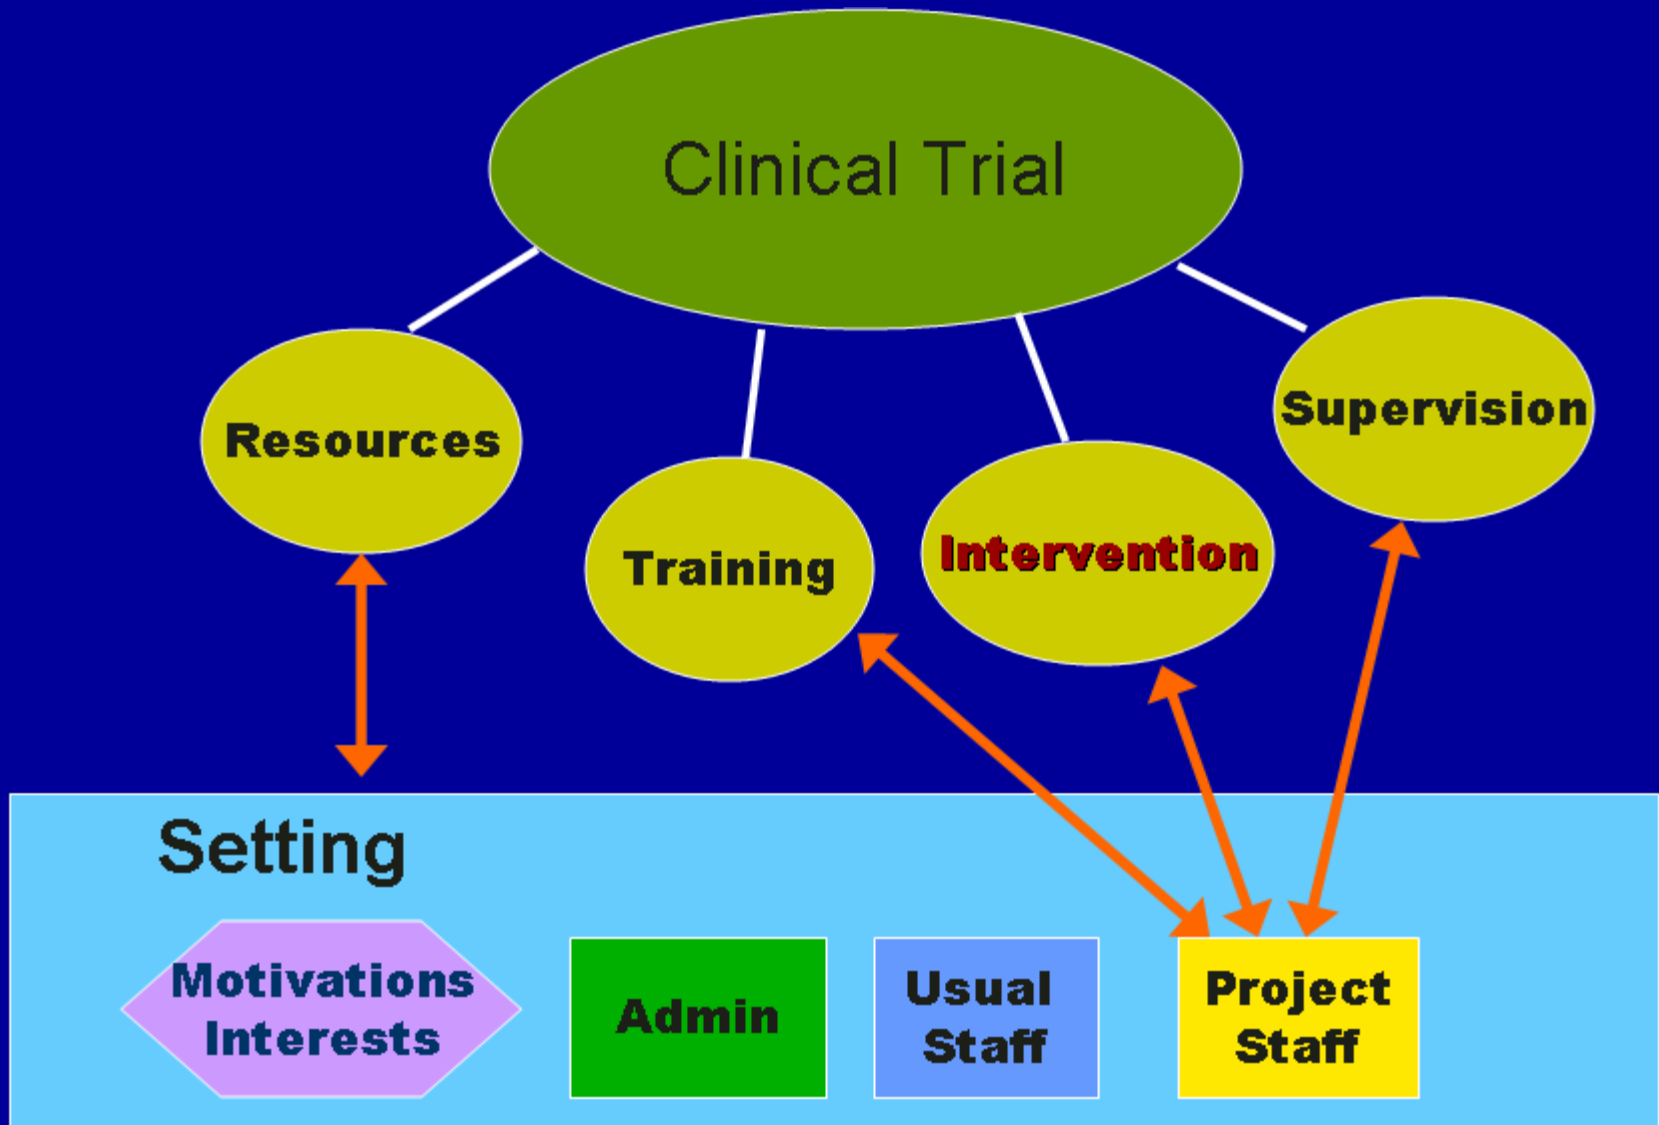 Clinical Trial
Resources
Training
Intervention
Supervision
Setting
Motivations
Interests
Admin
Usual
Staff
Project
Staff